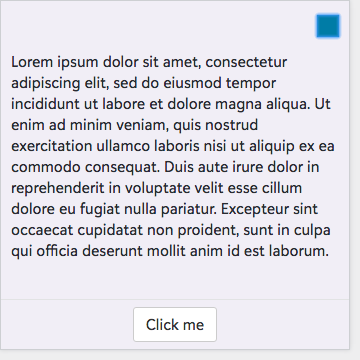 Lorem ipsum dolor sit amet, consectetur
adipiscing elit, sed do eiusmod tempor
incididunt ut labore et dolore magna aliqua. Ut
enim ad minim veniam, quis nostrud
exercitation ullamco laboris nisi ut aliquip ex ea
commodo consequat. Duis aute irure dolor in
reprehenderit in voluptate velit esse cillum
dolore eu fugiat nulla pariatur. Excepteur sint
occaecat cupidatat non proident, sunt in culpa
qui officia deserunt mollit anim id est laborum.
Click me